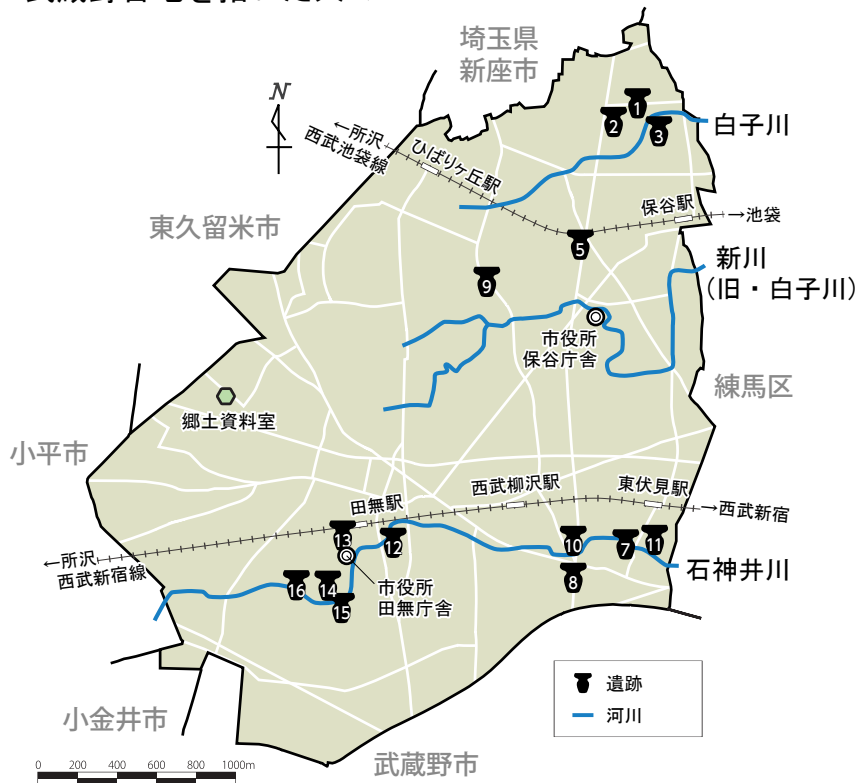 埼玉県
新座市
N
1
2
3
白子川
←所沢
西武池袋線
ひばりヶ丘駅
保谷駅
→池袋
東久留米市
5
9
新川
(旧・白子川)
市役所
保谷庁舎
練馬区
郷土資料室
小平市
西武柳沢駅
東伏見駅
田無駅
→西武新宿
13
12
10
7
11
←所沢
西武新宿線
石神井川
8
16
14
15
市役所
田無庁舎
遺跡
河川
小金井市
武蔵野市
0 200 400 600 800 1000m